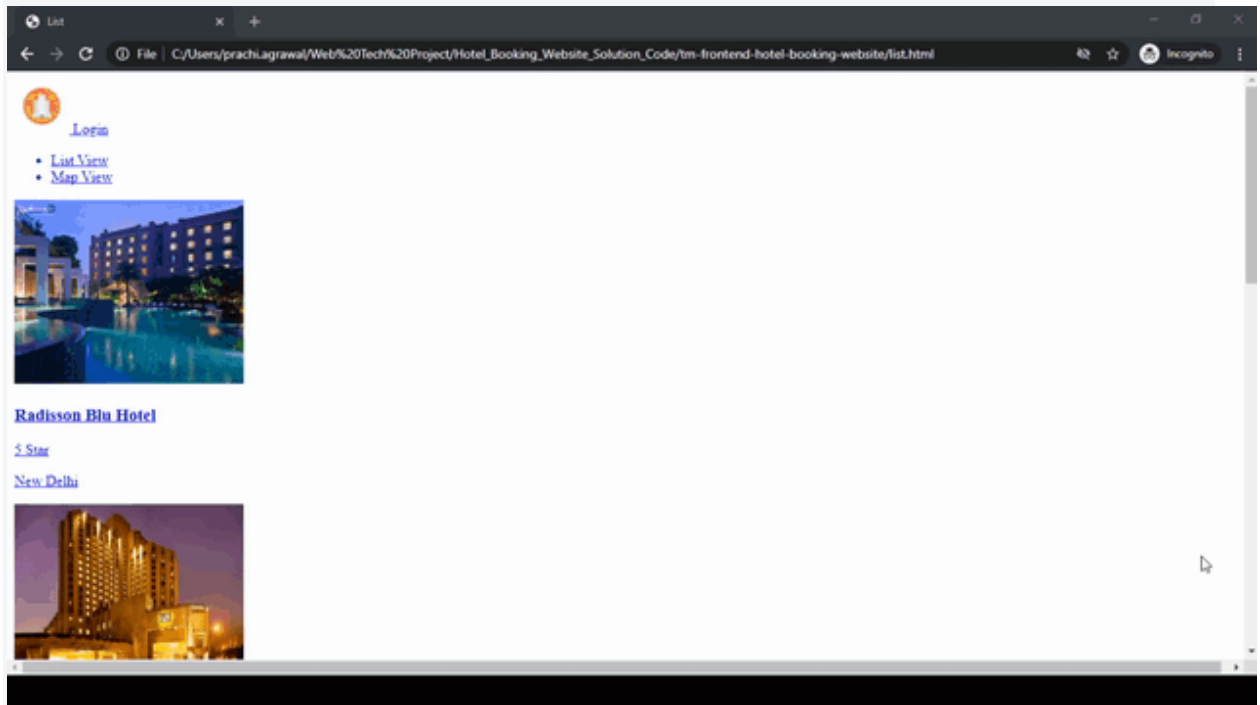 List
File | C:/Users/prachi.agrawal/Web%20Tech%20Project/Hotel_Booking_Website_Solution_Code/tm-frontend-hotel-booking-website/list.html
Incognito
Login
List View
Map View
Radisson Blu Hotel
5 Star
New Delhi